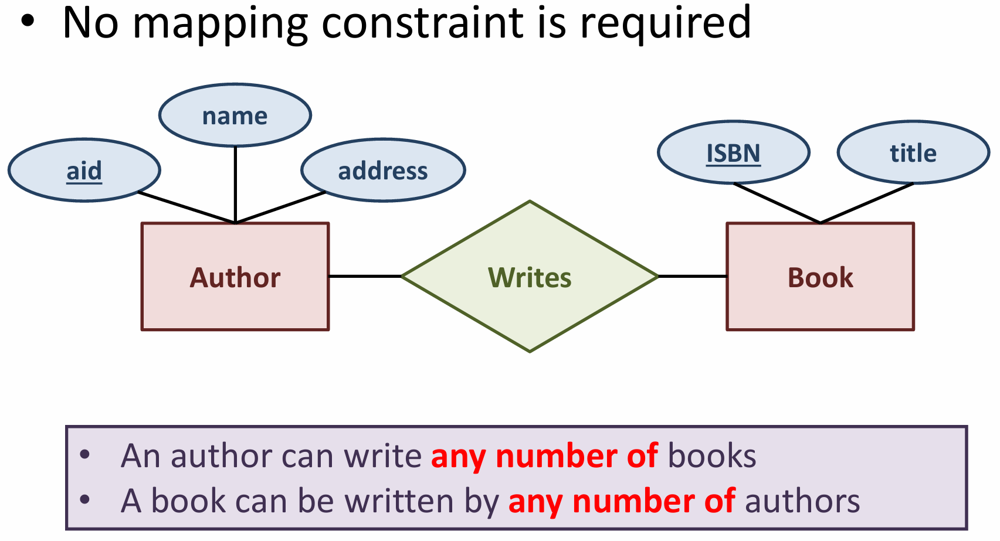 • No mapping constraint is required
name
aid
address
ISBN
title
Author
Writes
Book
• An author can write any number of books
• A book can be written by any number of authors